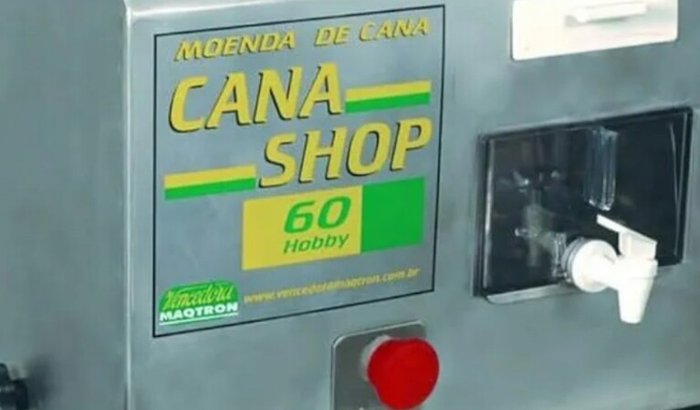 MOENDA DE CANA
CANA
SHOP
60
Hobby
Vencedora
MAQTRON
www.vencedoramaqtron.com.br